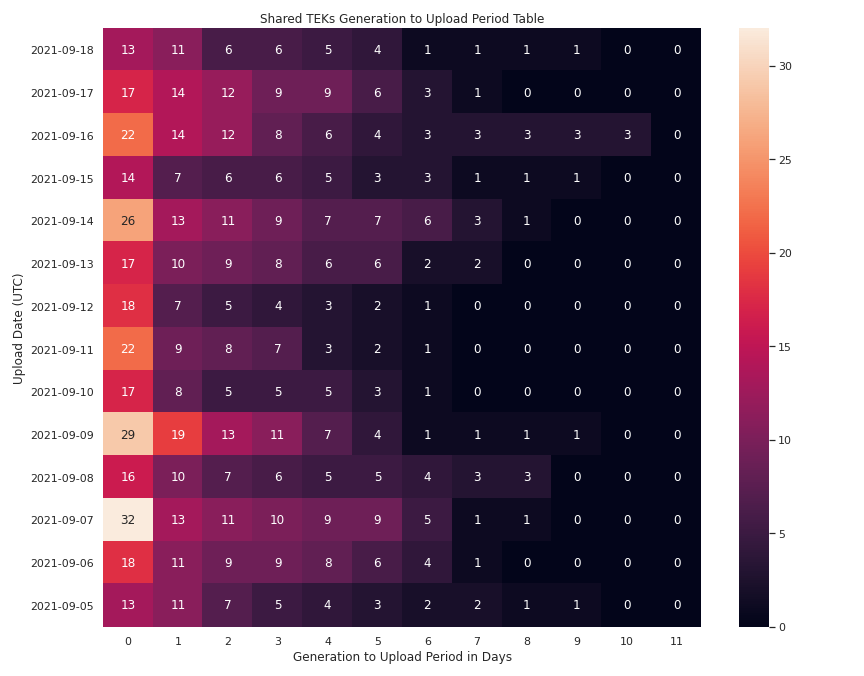 Shared TEKs Generation to Upload Period Table
Upload Date (UTC)
2021-09-18 13 11 6 6 5 4 1 1 1 1 0 0
2021-09-17 17 14 12 9 9 6 3 1 0 0 0 0
2021-09-16 22 14 12 8 6 4 3 3 3 3 3 0
2021-09-15 14 7 6 6 5 3 3 1 1 1 0 0
2021-09-14 26 13 11 9 7 7 6 3 1 0 0 0
2021-09-13 17 10 9 8 6 6 2 2 0 0 0 0
2021-09-12 18 7 5 4 3 2 1 0 0 0 0 0
2021-09-11 22 9 8 7 3 2 1 0 0 0 0 0
2021-09-10 17 8 5 5 5 3 1 0 0 0 0 0
2021-09-09 29 19 13 11 7 4 1 1 1 1 0 0
2021-09-08 16 10 7 6 5 5 4 3 3 0 0 0
2021-09-07 32 13 11 10 9 9 5 1 1 0 0 0
2021-09-06 18 11 9 9 8 6 4 1 0 0 0 0
2021-09-05 13 11 7 5 4 3 2 2 1 1 0 0
0 1 2 3 4 5 6 7 8 9 10 11
Generation to Upload Period in Days
30
25
20
15
10
5
0